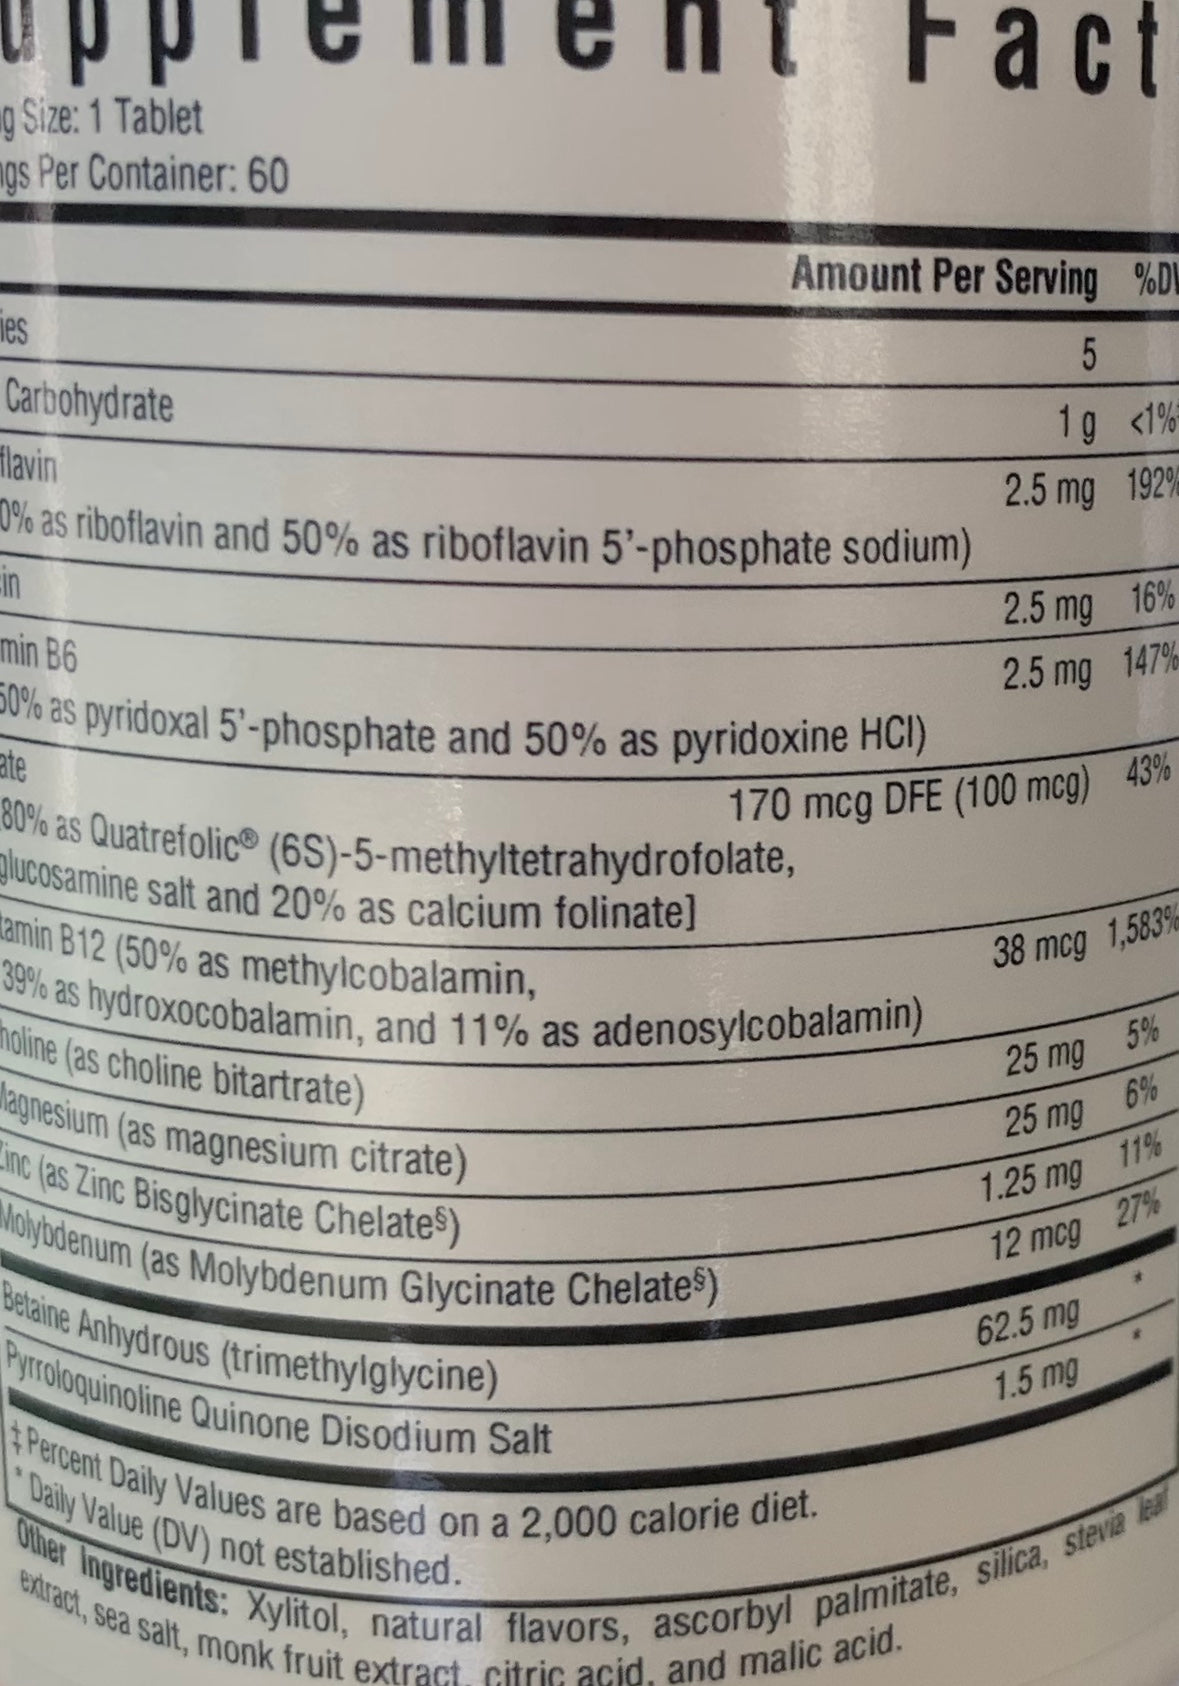 upplement Fact
g Size: 1 Tablet
ngs Per Container: 60
Amount Per Serving %DV
ies 5
Carbohydrate 1 g <1%‡
flavin 2.5 mg 192%
0% as riboflavin and 50% as riboflavin 5'-phosphate sodium)
in 2.5 mg 16%
min B6 2.5 mg 147%
50% as pyridoxal 5'-phosphate and 50% as pyridoxine HCl)
ate 170 mcg DFE (100 mcg) 43%
80% as Quatrefolic® (6S)-5-methyltetrahydrofolate,
glucosamine salt and 20% as calcium folinate]
tamin B12 (50% as methylcobalamin, 38 mcg 1,583%
39% as hydroxocobalamin, and 11% as adenosylcobalamin)
holine (as choline bitartrate) 25 mg 5%
Magnesium (as magnesium citrate) 25 mg 6%
Zinc (as Zinc Bisglycinate Chelate§) 1.25 mg 11%
Molybdenum (as Molybdenum Glycinate Chelate§) 12 mcg 27%
Betaine Anhydrous (trimethylglycine) 62.5 mg *
Pyrroloquinoline Quinone Disodium Salt 1.5 mg *
‡ Percent Daily Values are based on a 2,000 calorie diet.
* Daily Value (DV) not established.
Other Ingredients: Xylitol, natural flavors, ascorbyl palmitate, silica, stevia leaf
extract, sea salt, monk fruit extract, citric acid, and malic acid.